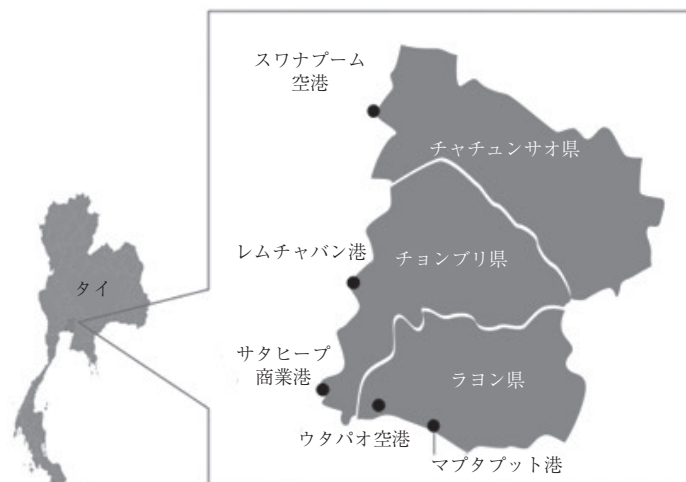 スワナプーム
空港
チャチュンサオ県
レムチャバン港
チョンブリ県
タイ
サタヒープ
商業港
ラヨン県
ウタパオ空港
マプタプット港